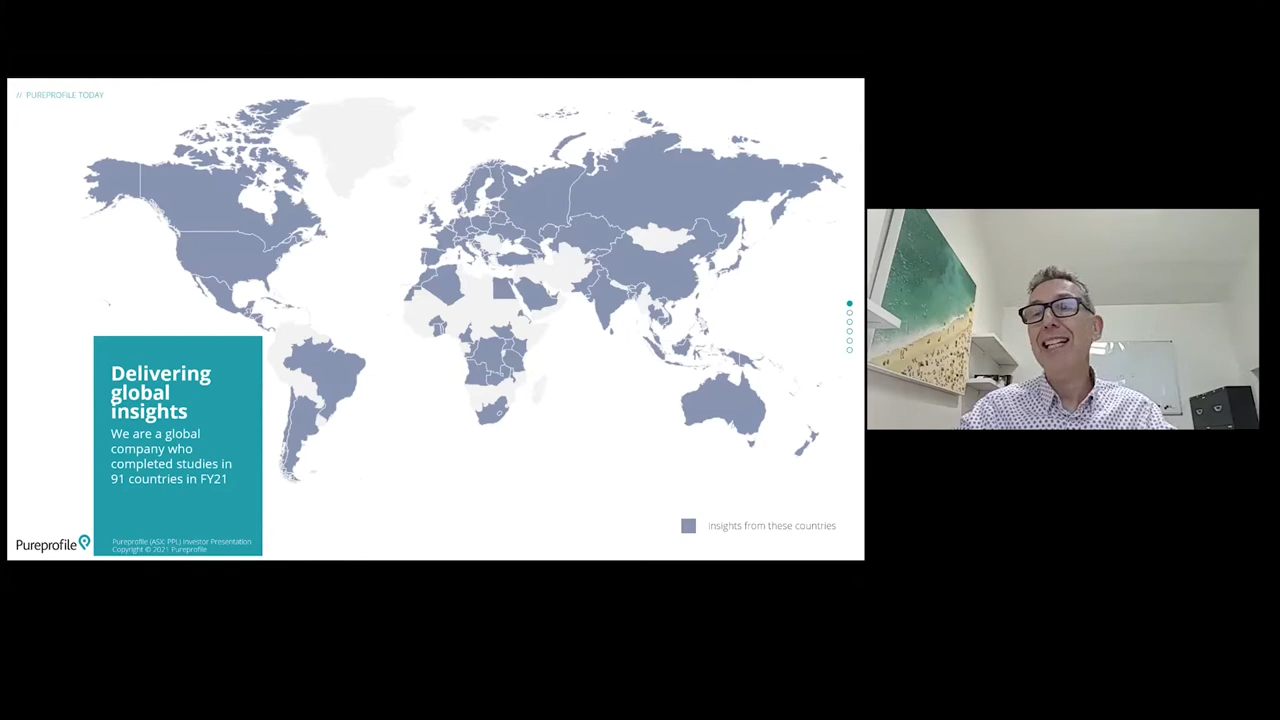 // PUREPROFILE TODAY
Delivering
global
insights
We are a global
company who
completed studies in
91 countries in FY21
Insights from these countries
Pureprofile
Pureprofile (ASX: PPL) Investor Presentation
Copyright © 2021 Pureprofile